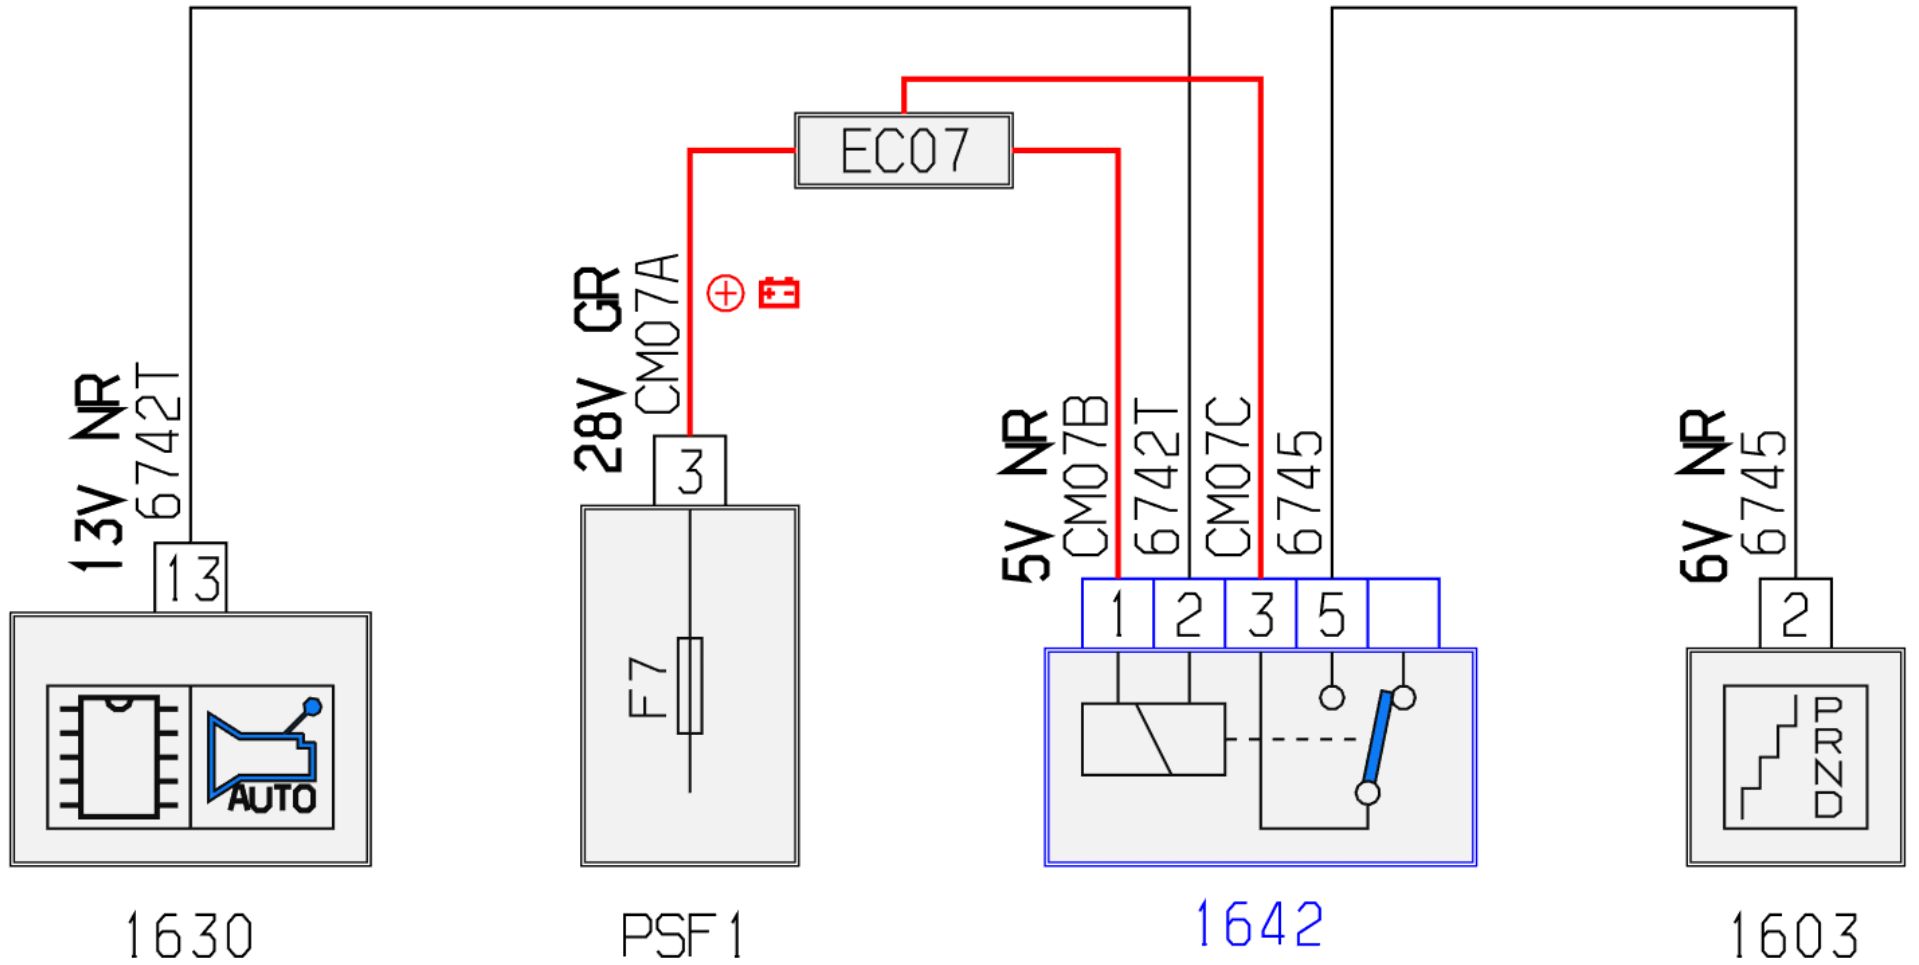 EC07
13V NR
6742T
28V GR
CM07A
5V NR
CM07B
6742T
CM07C
6745
6V NR
6745
13
3
1
2
3
5
2
AUTO
F7
P
R
N
D
1630
PSF1
1642
1603